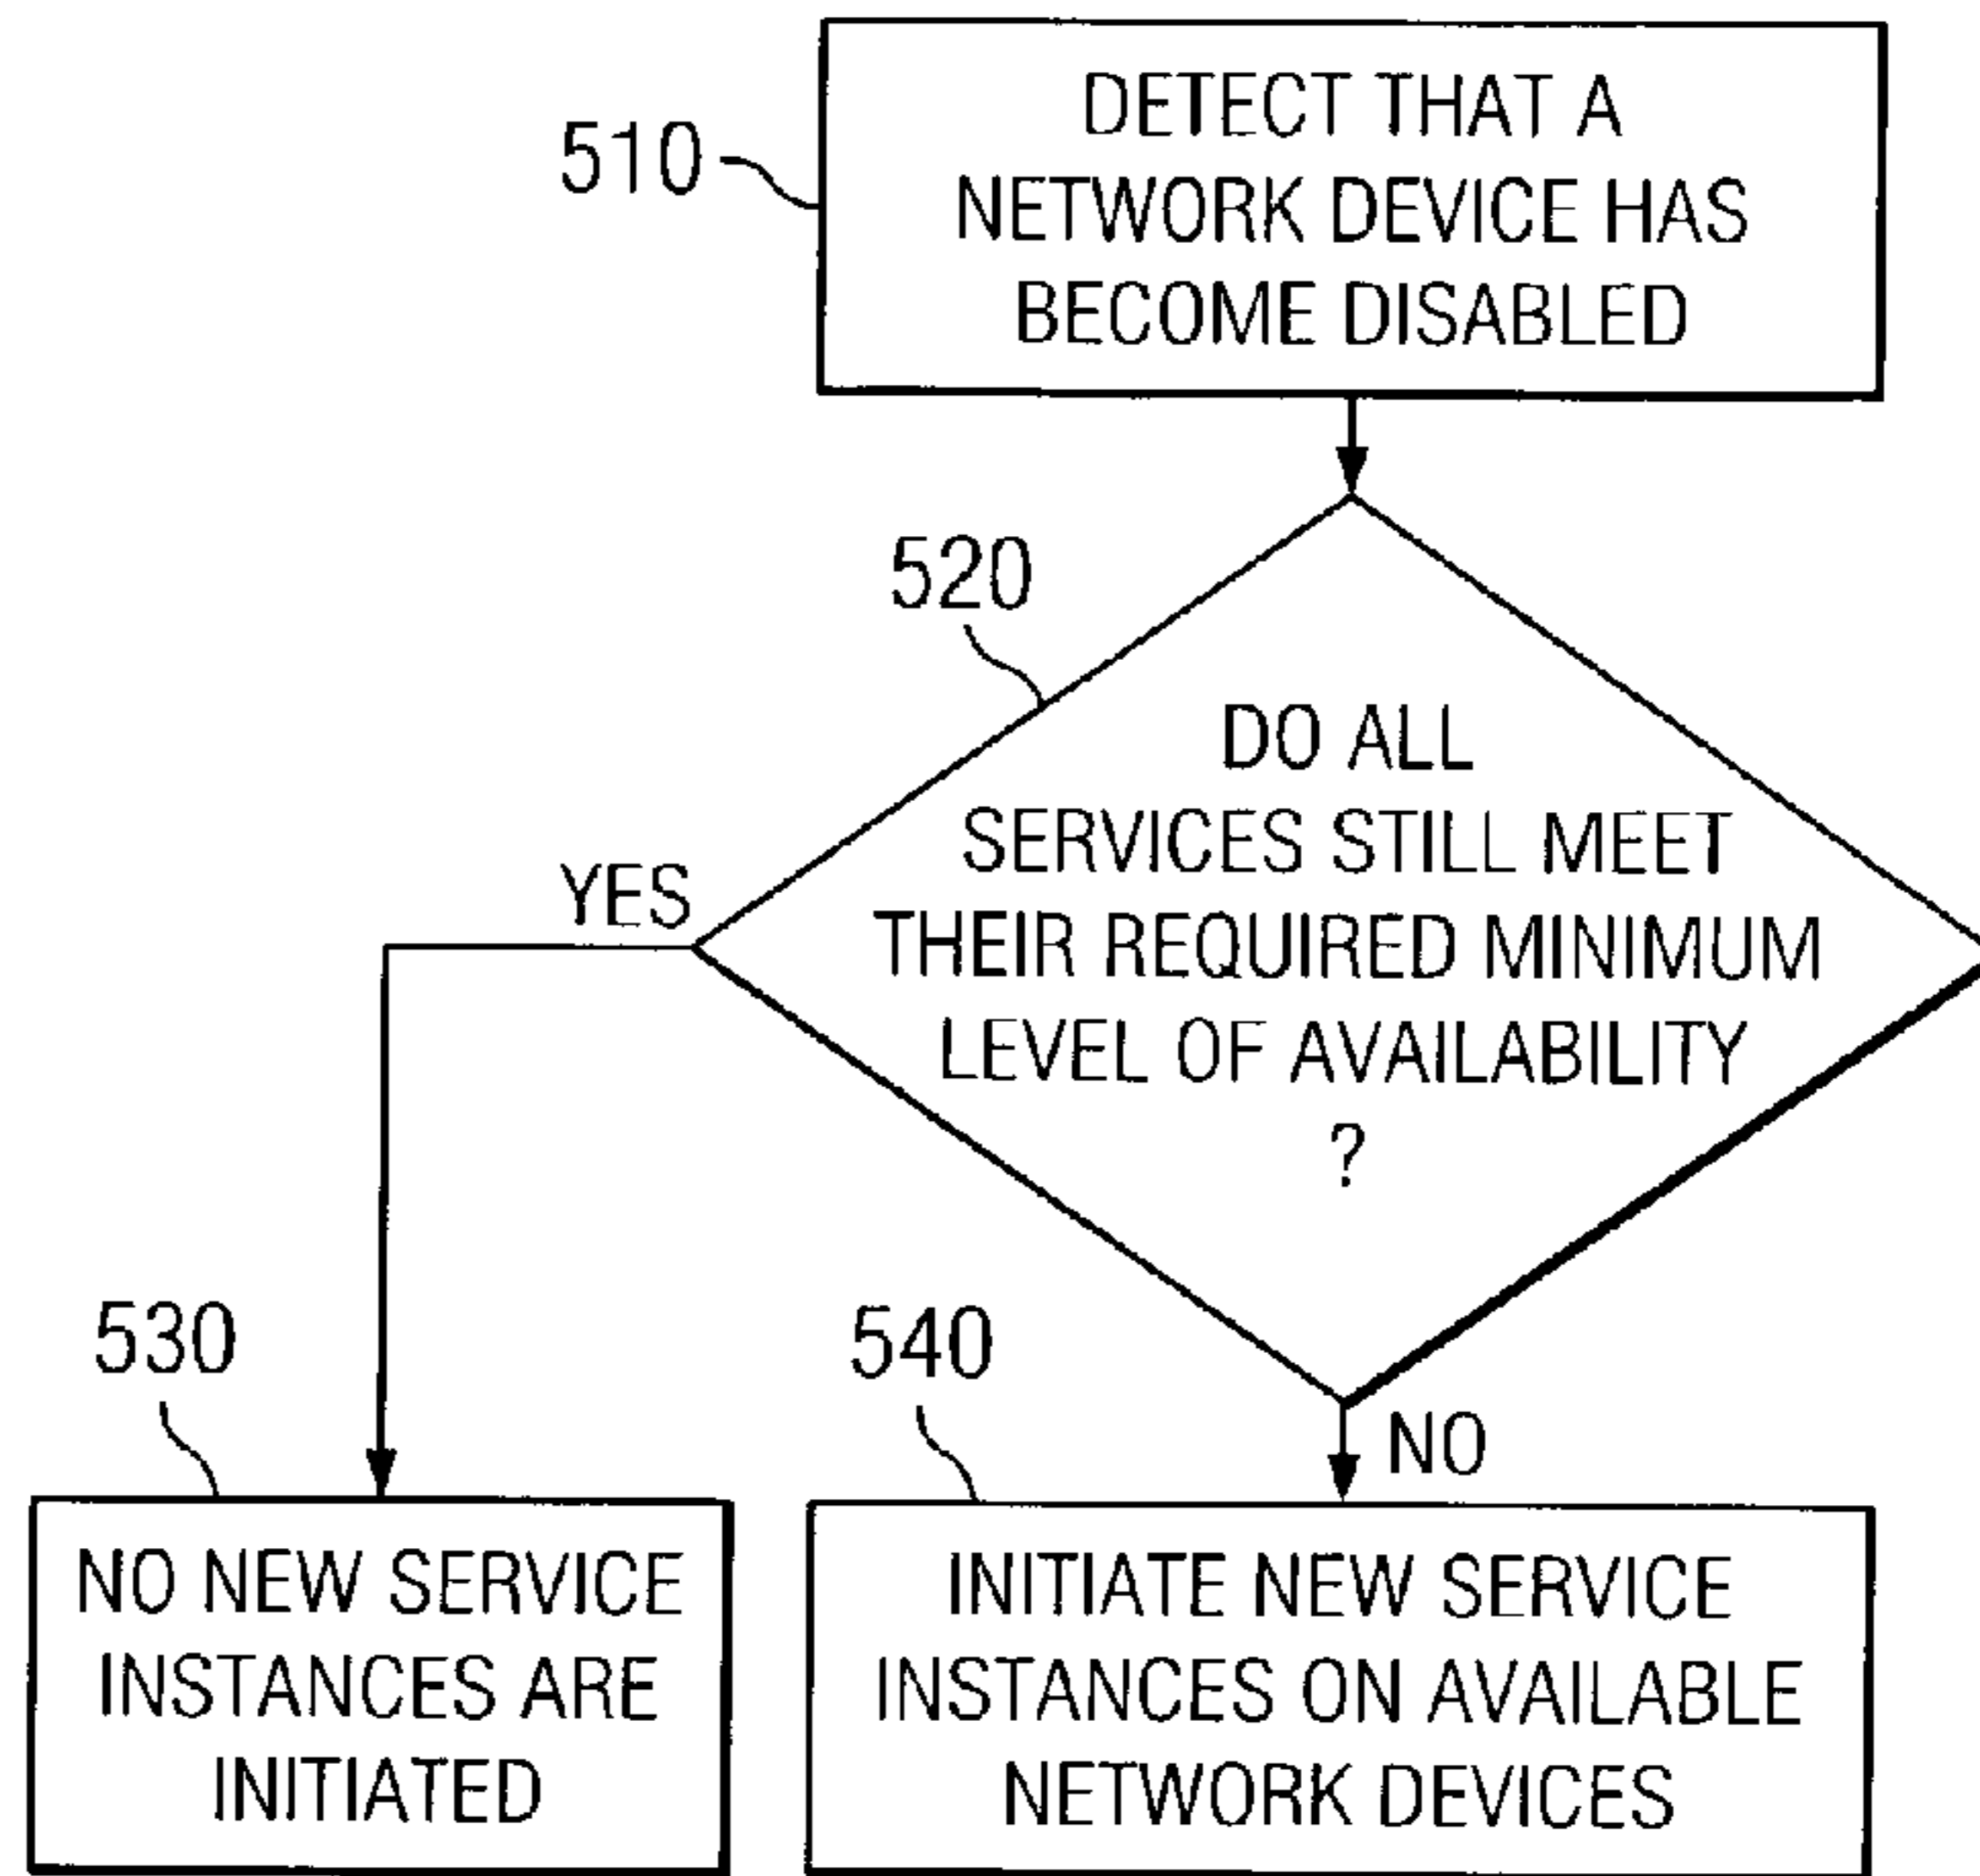 510
DETECT THAT A
NETWORK DEVICE HAS
BECOME DISABLED
520
DO ALL
SERVICES STILL MEET
THEIR REQUIRED MINIMUM
LEVEL OF AVAILABILITY
?
YES
NO
530
NO NEW SERVICE
INSTANCES ARE
INITIATED
540
INITIATE NEW SERVICE
INSTANCES ON AVAILABLE
NETWORK DEVICES